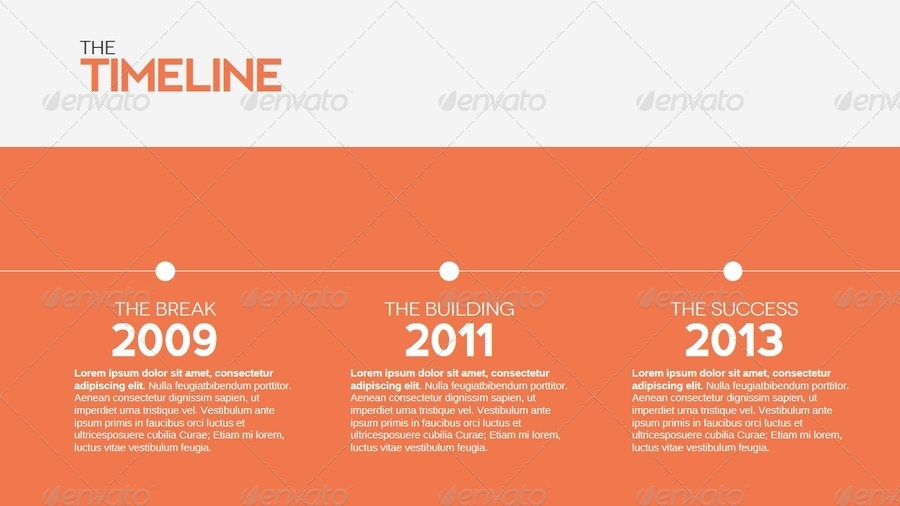 THE
TIMELINE
envato envato envato envato envato
THE BREAK
2009
Lorem ipsum dolor sit amet, consectetur
adipiscing elit. Nulla feugiatbibendum porttitor.
Aenean consectetur dignissim sapien, ut
imperdiet urna tristique vel. Vestibulum ante
ipsum primis in faucibus orci luctus et
ultricesposuere cubilia Curae; Etiam mi lorem,
luctus vitae vestibulum feugia.
THE BUILDING
2011
Lorem ipsum dolor sit amet, consectetur
adipiscing elit. Nulla feugiatbibendum porttitor.
Aenean consectetur dignissim sapien, ut
imperdiet urna tristique vel. Vestibulum ante
ipsum primis in faucibus orci luctus et
ultricesposuere cubilia Curae; Etiam mi lorem,
luctus vitae vestibulum feugia.
THE SUCCESS
2013
Lorem ipsum dolor sit amet, consectetur
adipiscing elit. Nulla feugiatbibendum porttitor.
Aenean consectetur dignissim sapien, ut
imperdiet urna tristique vel. Vestibulum ante
ipsum primis in faucibus orci luctus et
ultricesposuere cubilia Curae; Etiam mi lorem,
luctus vitae vestibulum feugia.
envato envato envato envato envato
envato envato envato envato envato